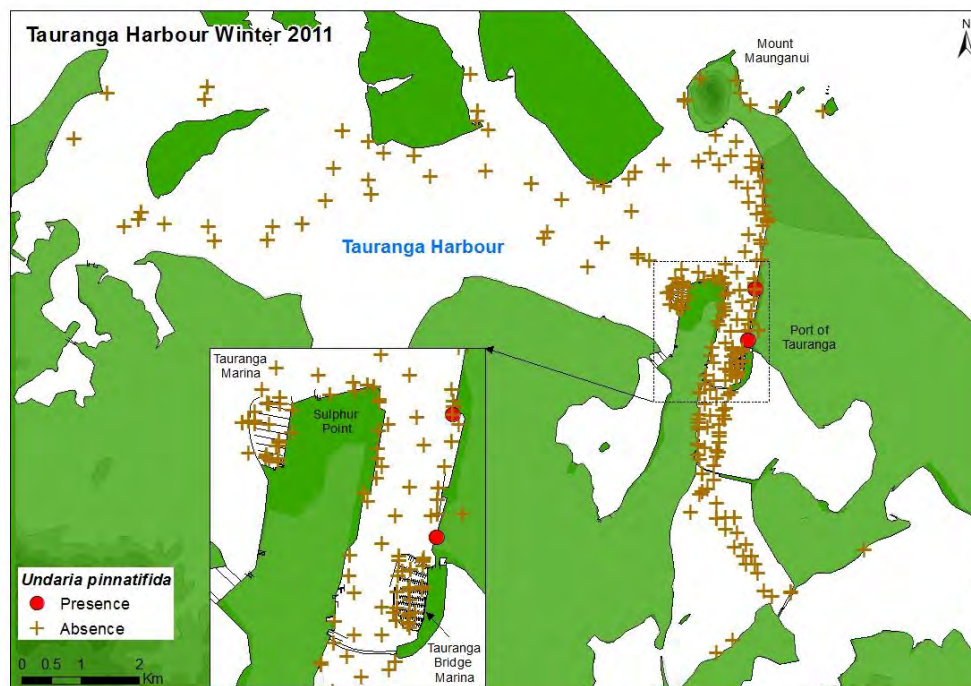 Tauranga Harbour Winter 2011
N
Mount
Maunganui
Tauranga Harbour
Port of
Tauranga
Tauranga
Marina
Sulphur
Point
Tauranga
Bridge
Marina
Undaria pinnatifida
Presence
Absence
0 0.5 1 2
Km